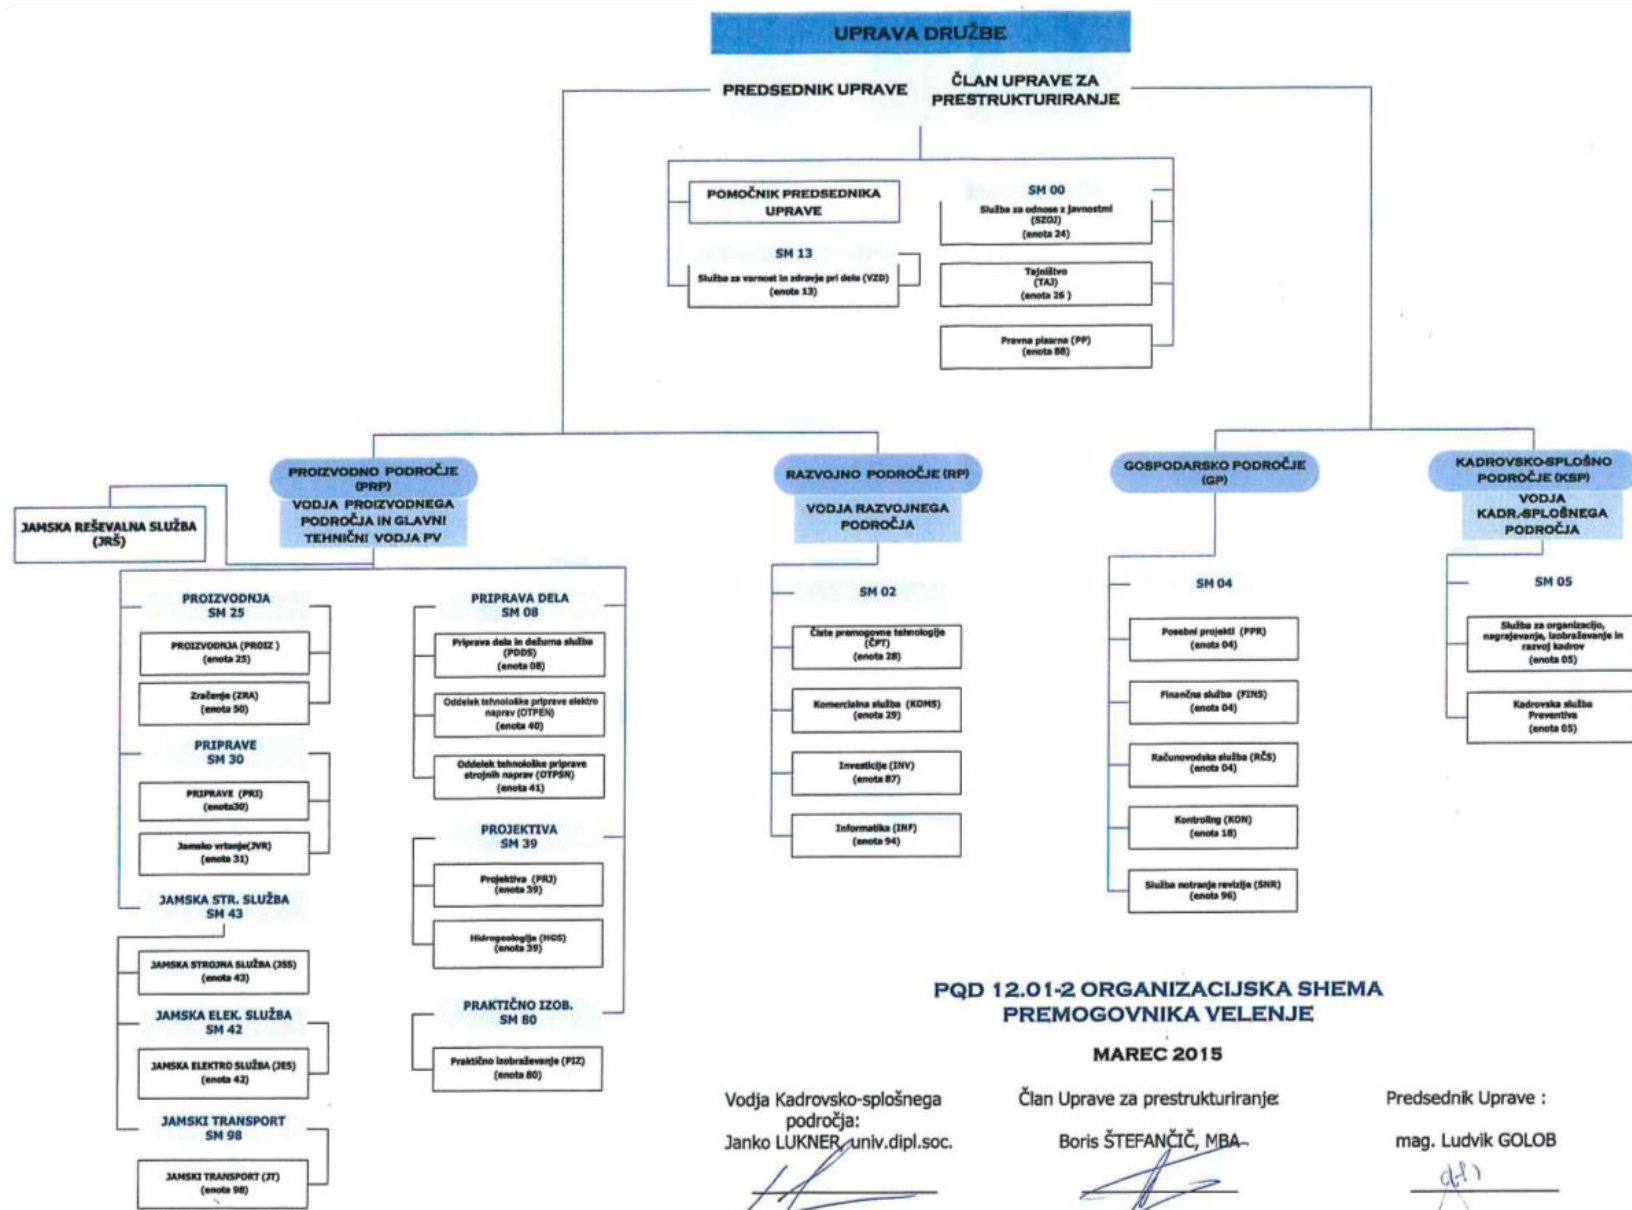 UPRAVA DRUŽBE
PREDSEDNIK UPRAVE
ČLAN UPRAVE ZA
PRESTRUKTURIRANJE
POMOČNIK PREDSEDNIKA
UPRAVE
SM 13
Služba za varnost in zdravje pri delu (VZD)
(enota 13)
SM 00
Služba za odnose z javnostmi
(SZOJ)
(enota 24)
Tajništvo
(TAJ)
(enota 26 )
Pravna pisarna (PP)
(enota 88)
JAMSKA REŠEVALNA SLUŽBA
(JRŠ)
PROIZVODNO PODROČJE
(PRP)
VODJA PROIZVODNEGA
PODROČJA IN GLAVNI
TEHNIČNI VODJA PV
PROIZVODNJA
SM 25
PROIZVODNJA (PROIZ )
(enota 25)
Zračenje (ZRA)
(enota 50)
PRIPRAVE
SM 30
PRIPRAVE (PRI)
(enota30)
Jamsko vrtanje(JVR)
(enota 31)
JAMSKA STR. SLUŽBA
SM 43
JAMSKA STROJNA SLUŽBA (JSS)
(enota 43)
JAMSKA ELEK. SLUŽBA
SM 42
JAMSKA ELEKTRO SLUŽBA (JES)
(enota 42)
JAMSKI TRANSPORT
SM 98
JAMSKI TRANSPORT (JT)
(enota 98)
PRIPRAVA DELA
SM 08
Priprava dela in dežurna služba
(PDDS)
(enota 08)
Oddelek tehnološke priprave elektro
naprav (OTPEN)
(enota 40)
Oddelek tehnološke priprave
strojnih naprav (OTPSN)
(enota 41)
PROJEKTIVA
SM 39
Projektiva (PRJ)
(enota 39)
Hidrogeologija (HGS)
(enota 39)
PRAKTIČNO IZOB.
SM 80
Praktično izobraževanje (PIZ)
(enota 80)
RAZVOJNO PODROČJE (RP)
VODJA RAZVOJNEGA
PODROČJA
SM 02
Čiste premogovne tehnologije
(ČPT)
(enota 28)
Komercialna služba (KOMS)
(enota 29)
Investicije (INV)
(enota 87)
Informatika (INF)
(enota 94)
GOSPODARSKO PODROČJE
(GP)
SM 04
Posebni projekti (PPR)
(enota 04)
Finančna služba (FINS)
(enota 04)
Računovodska služba (RČS)
(enota 04)
Kontroling (KON)
(enota 18)
Služba notranje revizije (SNR)
(enota 96)
KADROVSKO-SPLOŠNO
PODROČJE (KSP)
VODJA
KADR.-SPLOŠNEGA
PODROČJA
SM 05
Služba za organizacijo,
nagrajevanje, izobraževanje in
razvoj kadrov
(enota 05)
Kadrovska služba
Preventiva
(enota 05)
PQD 12.01-2 ORGANIZACIJSKA SHEMA
PREMOGOVNIKA VELENJE
MAREC 2015
Vodja Kadrovsko-splošnega
področja:
Janko LUKNER, univ.dipl.soc.
Član Uprave za prestrukturiranje:
Boris ŠTEFANČIČ, MBA
Predsednik Uprave :
mag. Ludvik GOLOB